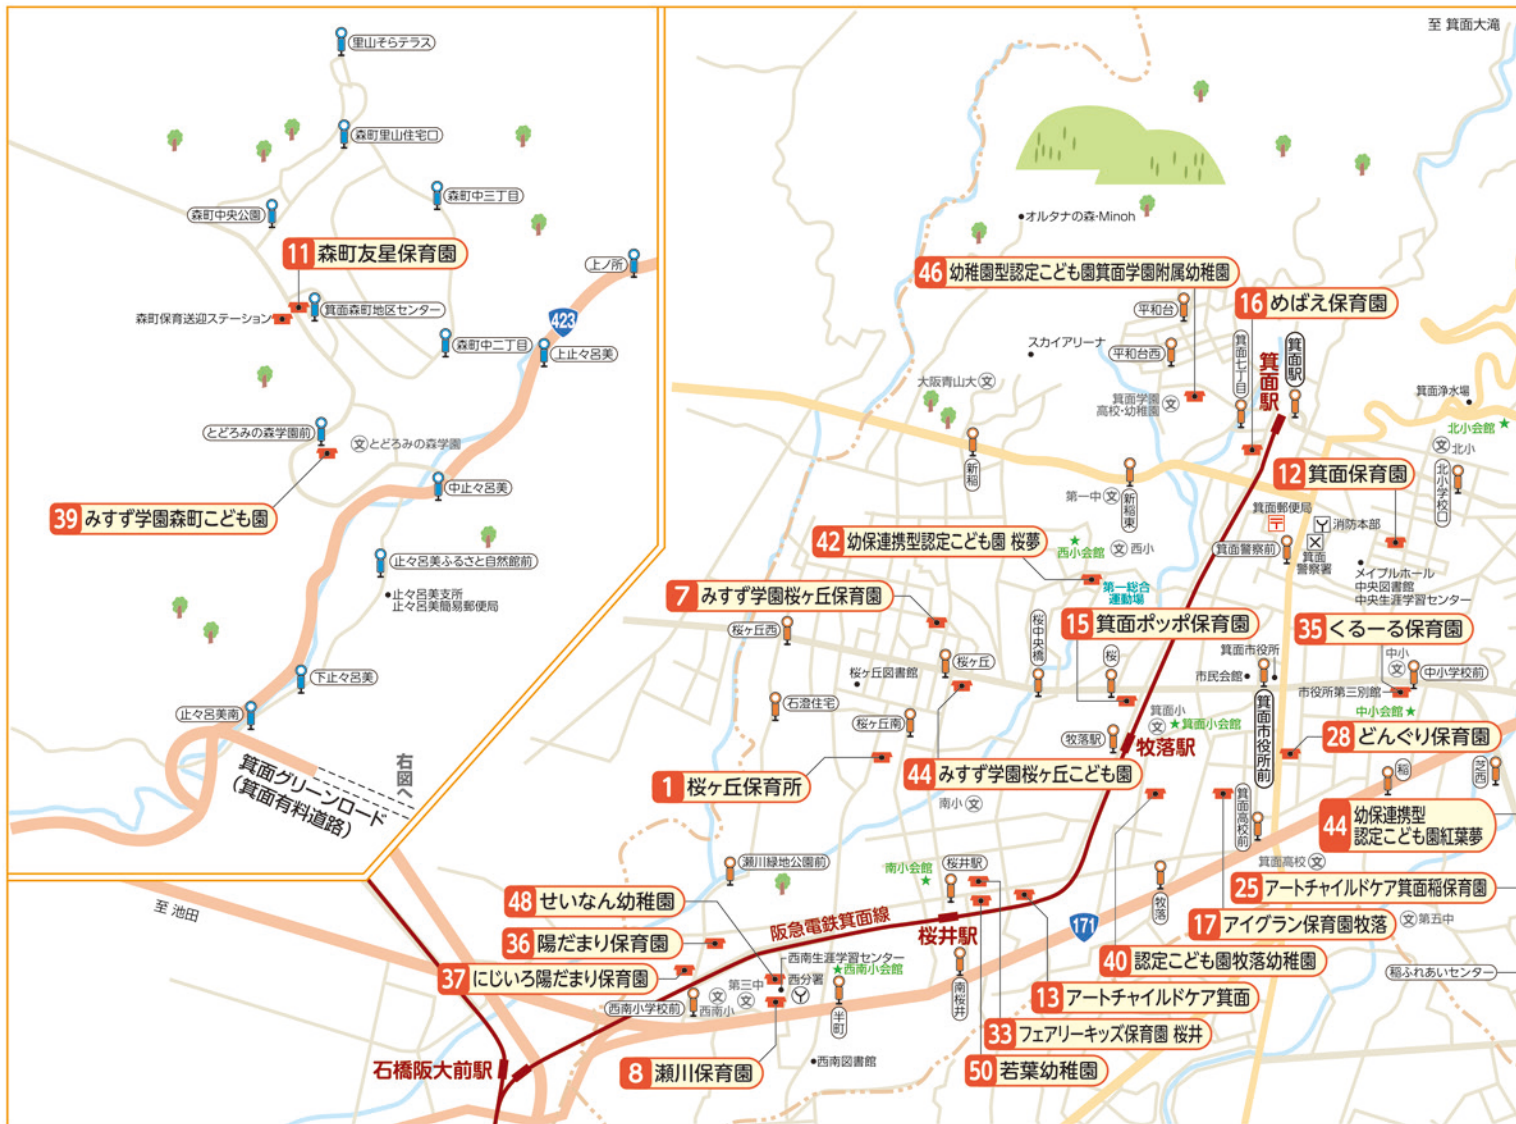 里山そらテラス
森町里山住宅口
森町中三丁目
森町中央公園
11 森町友星保育園
上ノ所
森町保育送迎ステーション
箕面森町地区センター
423
森町中二丁目
上止々呂美
とどろみの森学園前
文 とどろみの森学園
中止々呂美
39 みすず学園森町こども園
止々呂美ふるさと自然館前
止々呂美支所
止々呂美簡易郵便局
下止々呂美
止々呂美南
箕面グリーンロード
(箕面有料道路)
右図へ
至 箕面大滝
オルタナの森・Minoh
46 幼稚園型認定こども園箕面学園附属幼稚園
平和台
16 めばえ保育園
スカイアリーナ
平和台西
箕面七丁目
箕面駅
箕面駅
大阪青山大 文
箕面学園
高校・幼稚園 文
箕面浄水場
北小会館
文 北小
新稲
12 箕面保育園
北小学校口
第一中 文
新稲東
箕面郵便局
消防本部
42 幼保連携型認定こども園 桜夢
西小会館
文 西小
箕面警察前
箕面
警察署
メイプルホール
中央図書館
中央生涯学習センター
第一総合
運動場
7 みすず学園桜ヶ丘保育園
15 箕面ポッポ保育園
35 くるーる保育園
桜ヶ丘西
桜中央橋
桜ヶ丘
桜
箕面市役所
市民会館
中小
文
中小学校前
桜ヶ丘図書館
市役所第三別館
石澄住宅
桜ヶ丘南
箕面小
文
箕面小会館
中小会館
牧落駅
牧落駅
箕面市役所前
28 どんぐり保育園
1 桜ヶ丘保育所
44 みすず学園桜ヶ丘こども園
稲
芝西
南小 文
箕面高校前
44 幼保連携型
認定こども園紅葉夢
瀬川緑地公園前
南小会館
桜井駅
箕面高校 文
牧落
至 池田
48 せいなん幼稚園
25 アートチャイルドケア箕面稲保育園
36 陽だまり保育園
阪急電鉄箕面線
桜井駅
171
17 アイグラン保育園牧落
文 第五中
37 にじいろ陽だまり保育園
西南生涯学習センター
西南小会館
40 認定こども園牧落幼稚園
稲ふれあいセンター
第三中
文
西分署
西南小学校前
文
西南小
半町
南桜井
13 アートチャイルドケア箕面
33 フェアリーキッズ保育園 桜井
石橋阪大前駅
8 瀬川保育園
西南図書館
50 若葉幼稚園